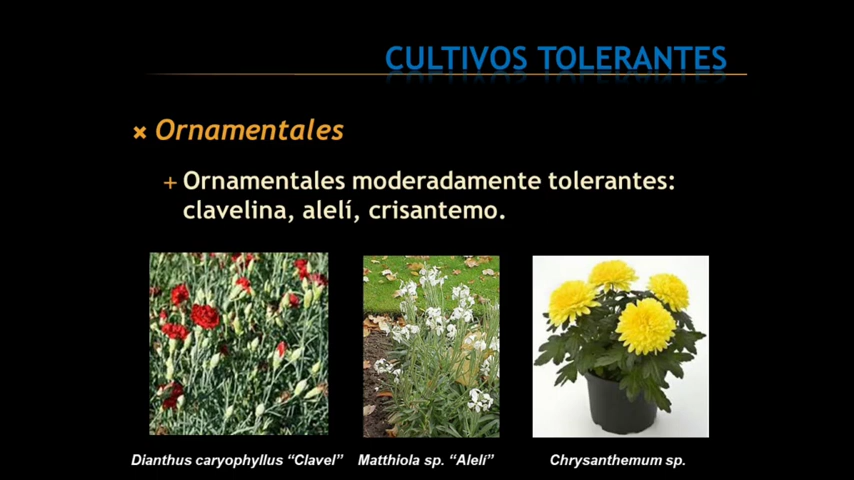 CULTIVOS TOLERANTES
Ornamentales
Ornamentales moderadamente tolerantes:
clavelina, alelí, crisantemo.
Dianthus caryophyllus “Clavel”
Matthiola sp. “Alelí”
Chrysanthemum sp.